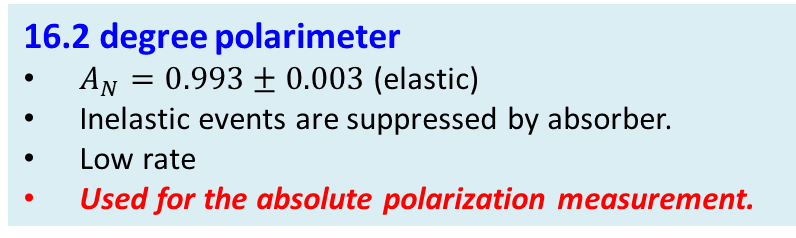 16.2 degree polarimeter
• A_N = 0.993 ± 0.003 (elastic)
• Inelastic events are suppressed by absorber.
• Low rate
• Used for the absolute polarization measurement.